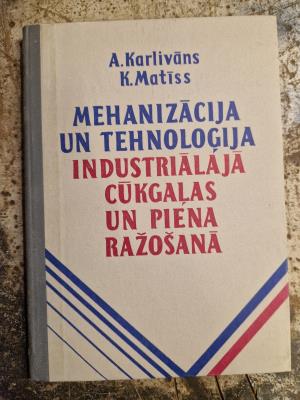 A.Karlivāns
K.Matīss
MEHANIZĀCIJA
UN TEHNOLOĢIJA
INDUSTRIĀLAJĀ
CŪKGAĻAS
UN PIENA
RAŽOŠANĀ